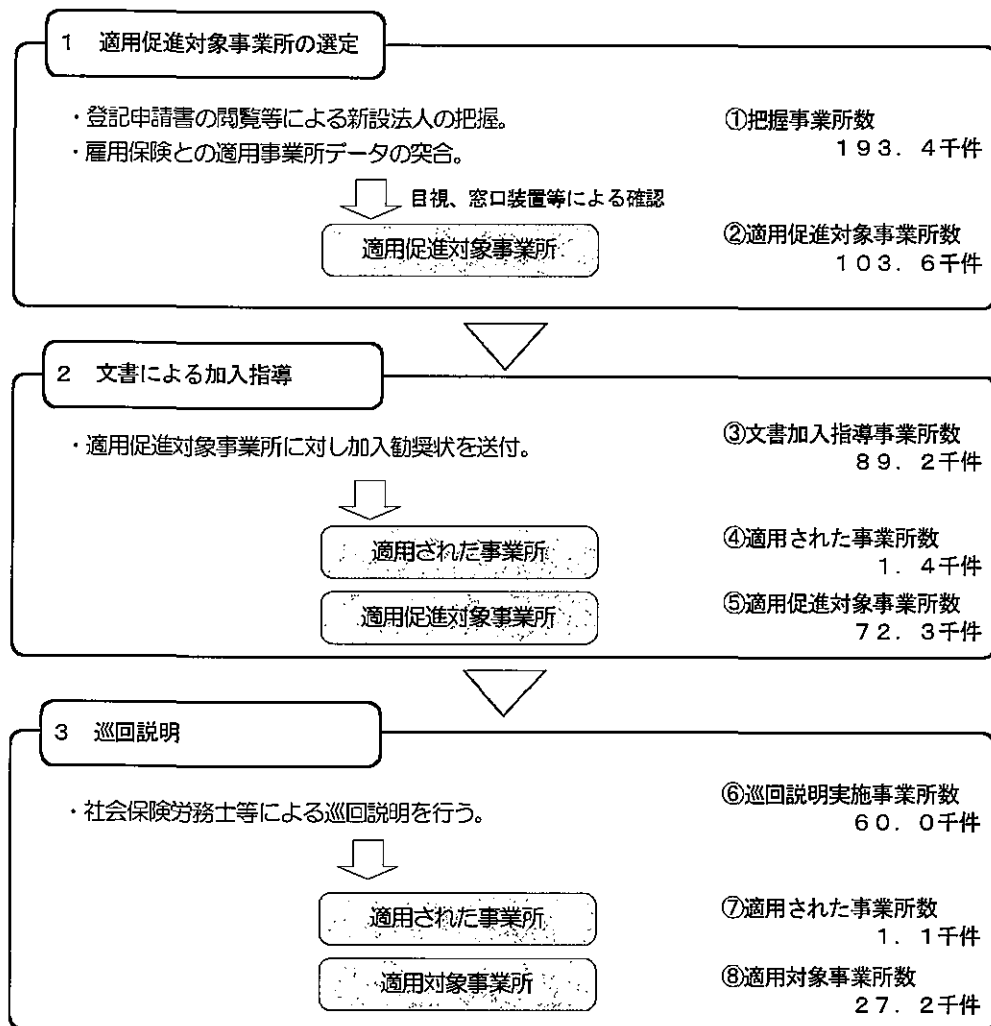 1 適用促進対象事業所の選定
・登記申請書の閲覧等による新設法人の把握。
・雇用保険との適用事業所データの突合。
①把握事業所数
193.4千件
目視、窓口装置等による確認
適用促進対象事業所
②適用促進対象事業所数
103.6千件
2 文書による加入指導
・適用促進対象事業所に対し加入勧奨状を送付。
③文書加入指導事業所数
89.2千件
適用された事業所
④適用された事業所数
1.4千件
適用促進対象事業所
⑤適用促進対象事業所数
72.3千件
3 巡回説明
・社会保険労務士等による巡回説明を行う。
⑥巡回説明実施事業所数
60.0千件
適用された事業所
⑦適用された事業所数
1.1千件
適用対象事業所
⑧適用対象事業所数
27.2千件